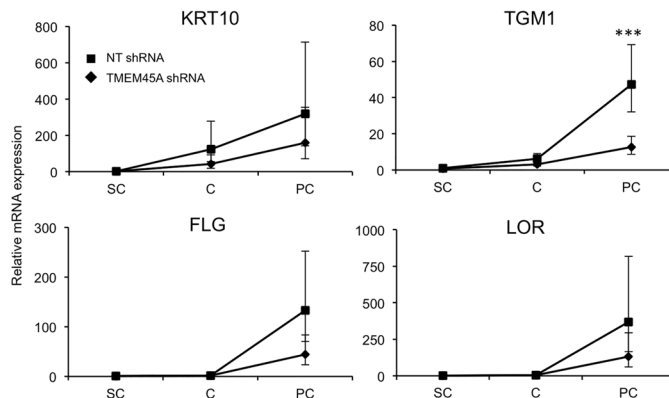 KRT10
TGM1
800
600
400
200
0
NT shRNA
TMEM45A shRNA
SC
C
PC
80
60
40
20
0
***
SC
C
PC
Relative mRNA expression
FLG
LOR
300
200
100
0
SC
C
PC
1000
750
500
250
0
SC
C
PC